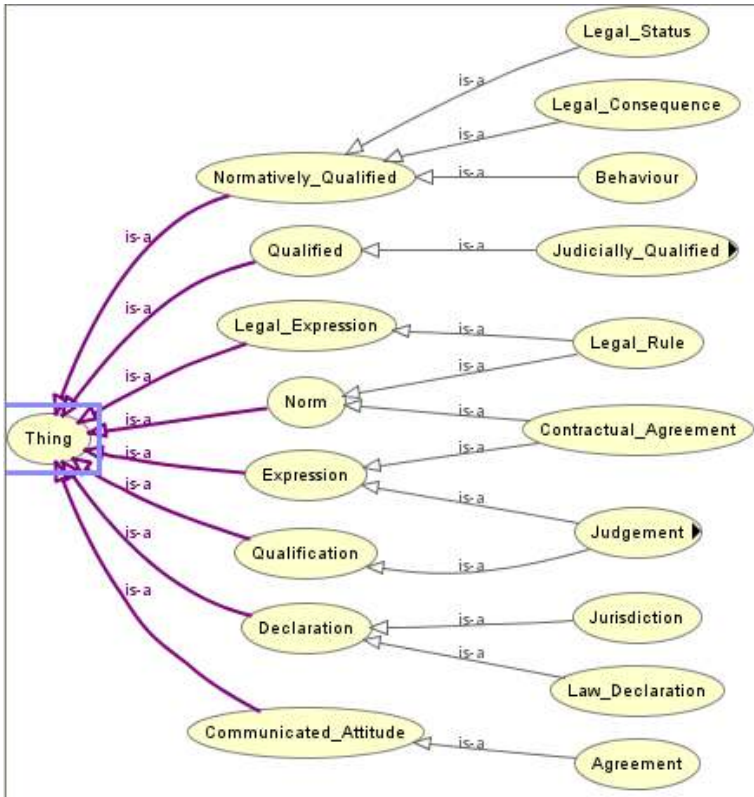 Legal_Status
is-a
Legal_Consequence
is-a
Normatively_Qualified
is-a
Behaviour
is-a
Qualified
is-a
Judicially_Qualified
is-a
Legal_Expression
is-a
Legal_Rule
is-a
is-a
Norm
is-a
is-a
Contractual_Agreement
Thing
is-a
is-a
Expression
is-a
is-a
Judgement
Qualification
is-a
is-a
Declaration
is-a
Jurisdiction
is-a
Law_Declaration
is-a
Communicated_Attitude
is-a
Agreement